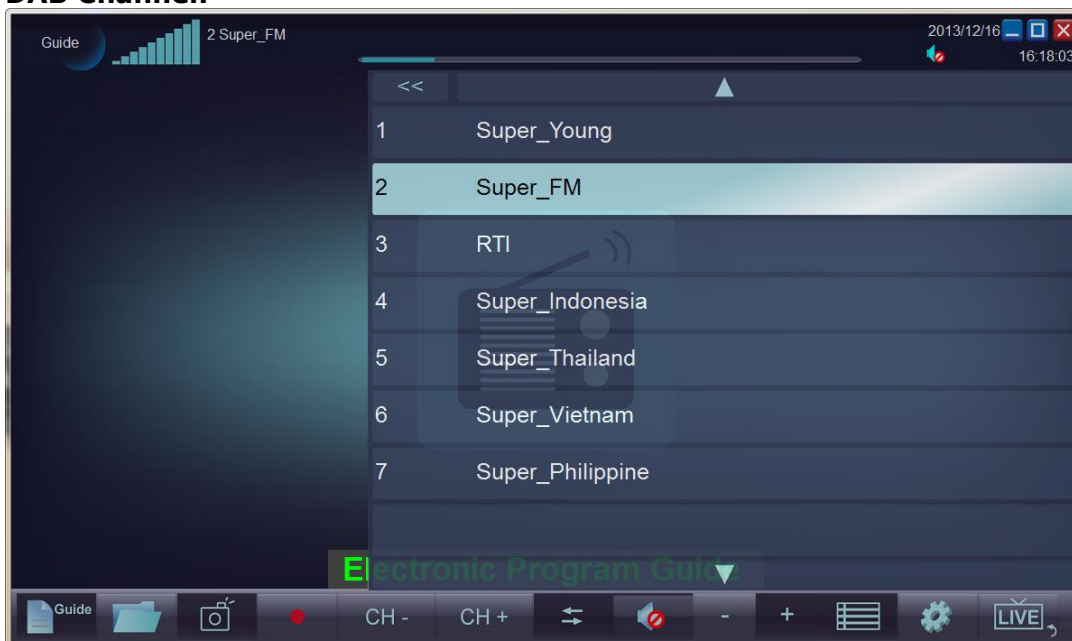 DAB Channel:
Guide
2 Super_FM
2013/12/16
16:18:03
<<
1 Super_Young
2 Super_FM
3 RTI
4 Super_Indonesia
5 Super_Thailand
6 Super_Vietnam
7 Super_Philippine
Electronic Program Guide
Guide CH - CH + - + LIVE